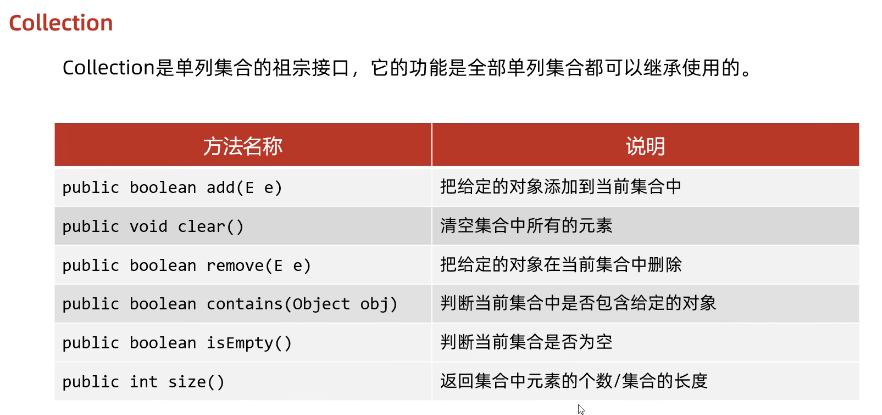 Collection
Collection是单列集合的祖宗接口，它的功能是全部单列集合都可以继承使用的。
方法名称 说明
public boolean add(E e) 把给定的对象添加到当前集合中
public void clear() 清空集合中所有的元素
public boolean remove(E e) 把给定的对象在当前集合中删除
public boolean contains(Object obj) 判断当前集合中是否包含给定的对象
public boolean isEmpty() 判断当前集合是否为空
public int size() 返回集合中元素的个数/集合的长度